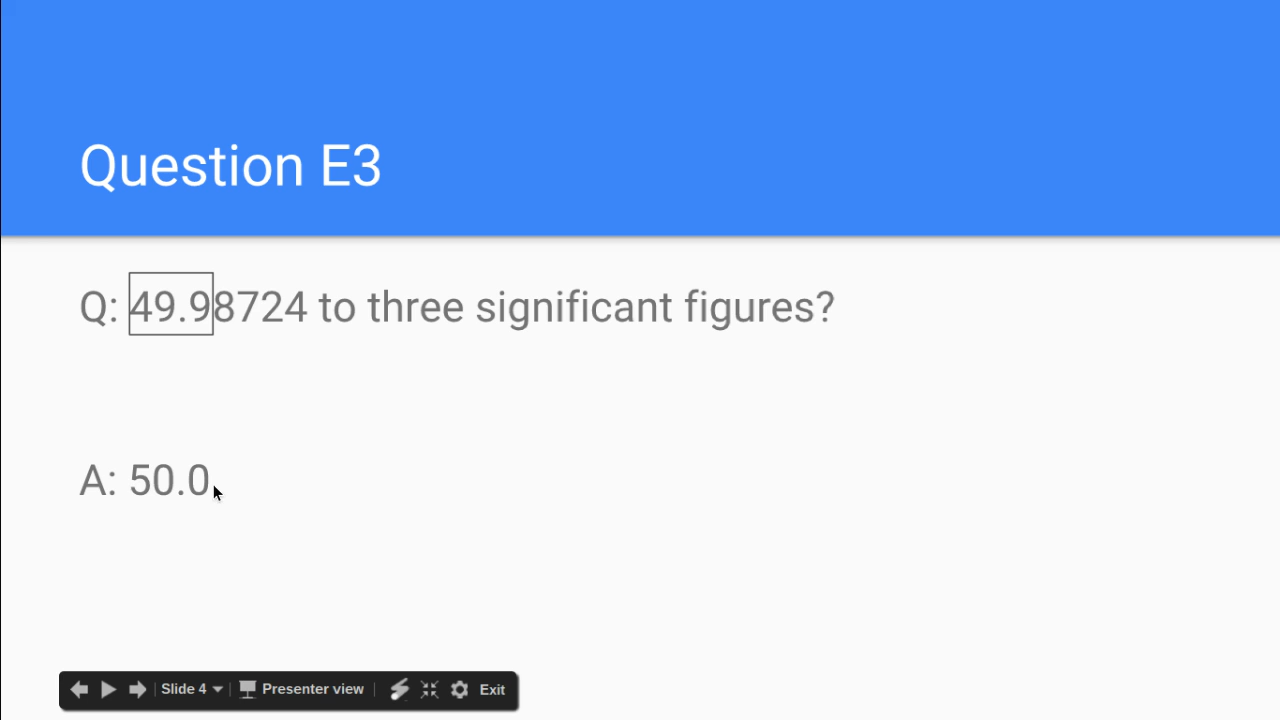 Question E3
Q: 49.98724 to three significant figures?
A: 50.0
Slide 4
Presenter view
Exit